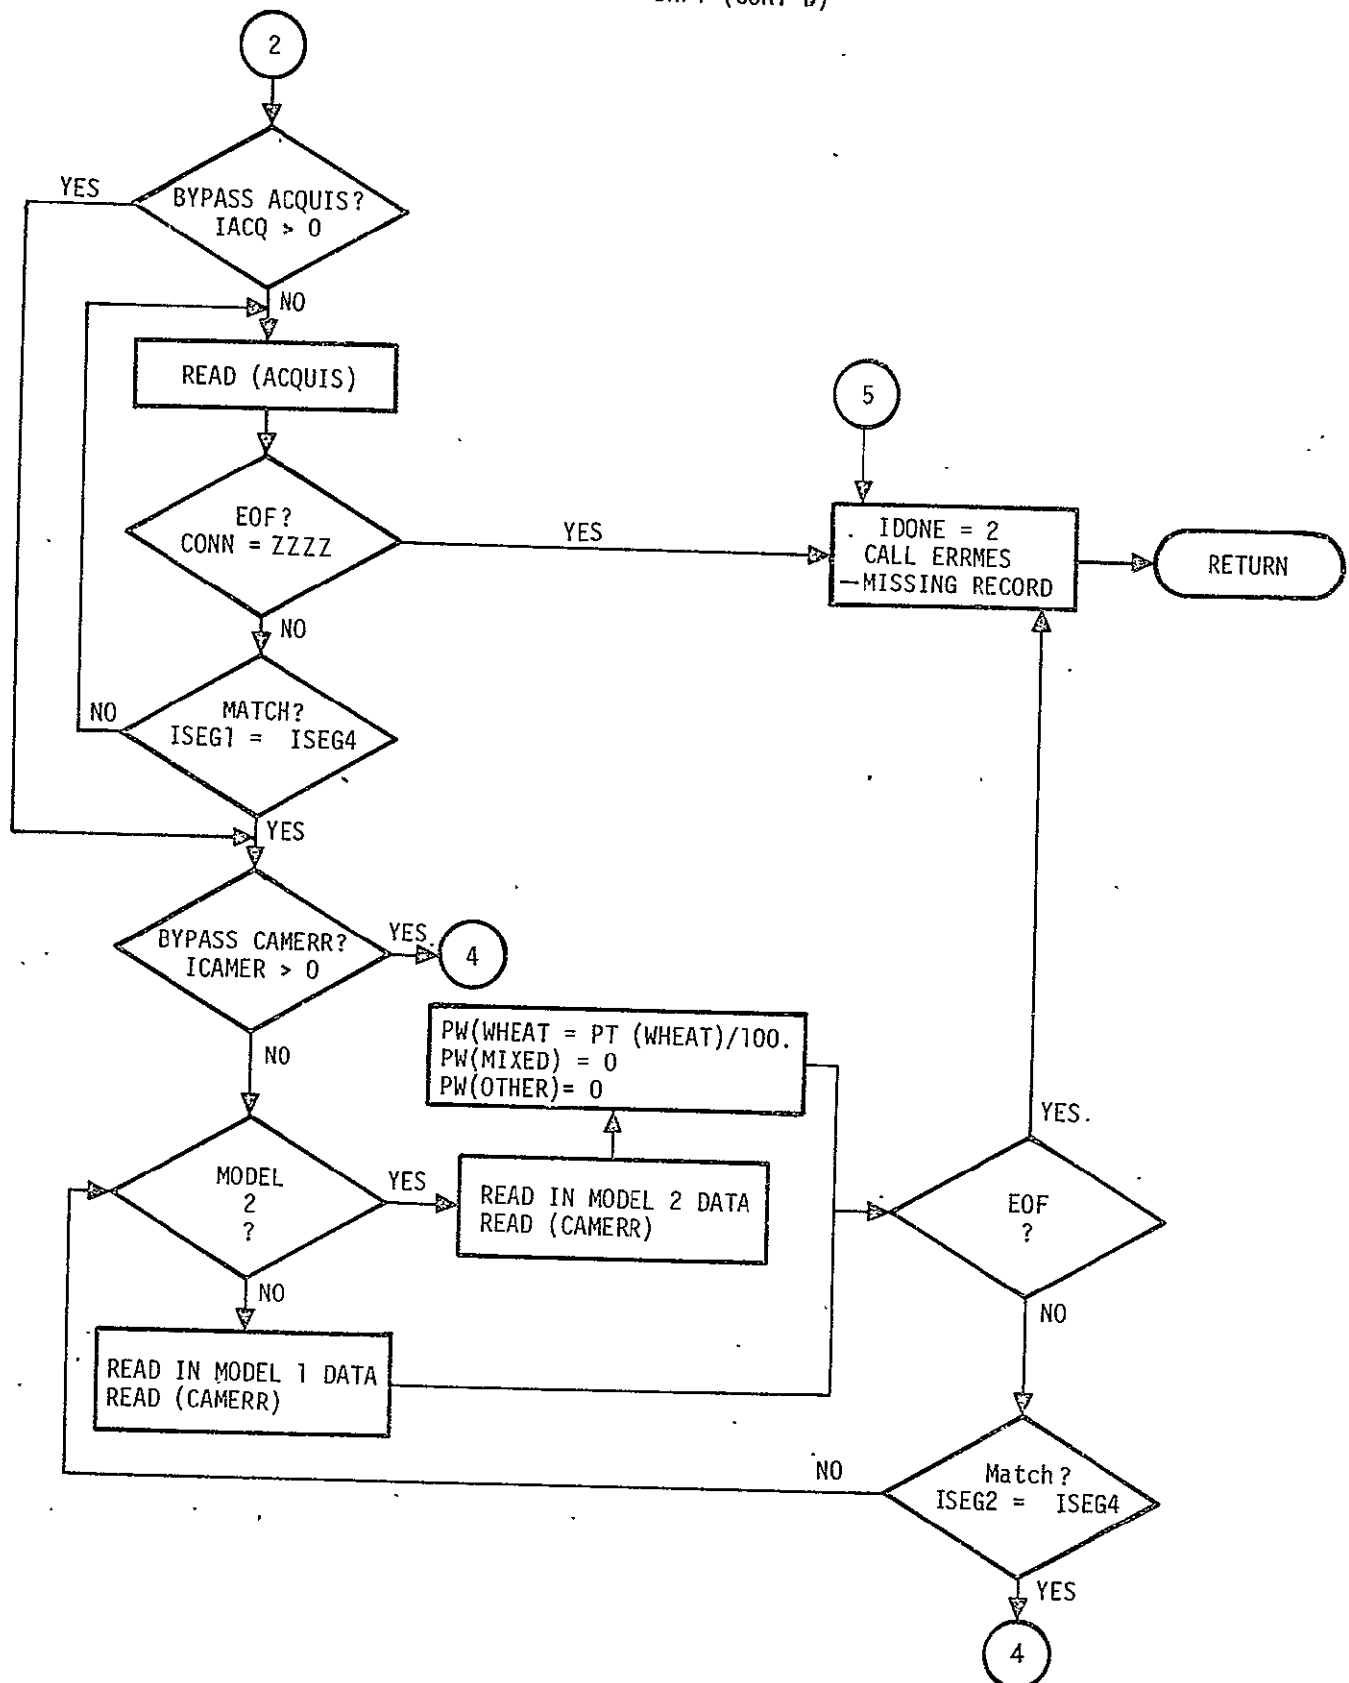 (CONT'D)
2
BYPASS ACQUIS?
IACQ > 0
YES
NO
READ (ACQUIS)
5
EOF?
CONN = ZZZZ
YES
IDONE = 2
CALL ERRMES
—MISSING RECORD
RETURN
NO
MATCH?
ISEG1 = ISEG4
NO
YES
BYPASS CAMERR?
ICAMER > 0
YES.
4
NO
PW(WHEAT = PT (WHEAT)/100.
PW(MIXED) = 0
PW(OTHER)= 0
YES.
MODEL
2
?
YES
READ IN MODEL 2 DATA
READ (CAMERR)
EOF
?
NO
NO
READ IN MODEL 1 DATA
READ (CAMERR)
NO
Match?
ISEG2 = ISEG4
YES
4